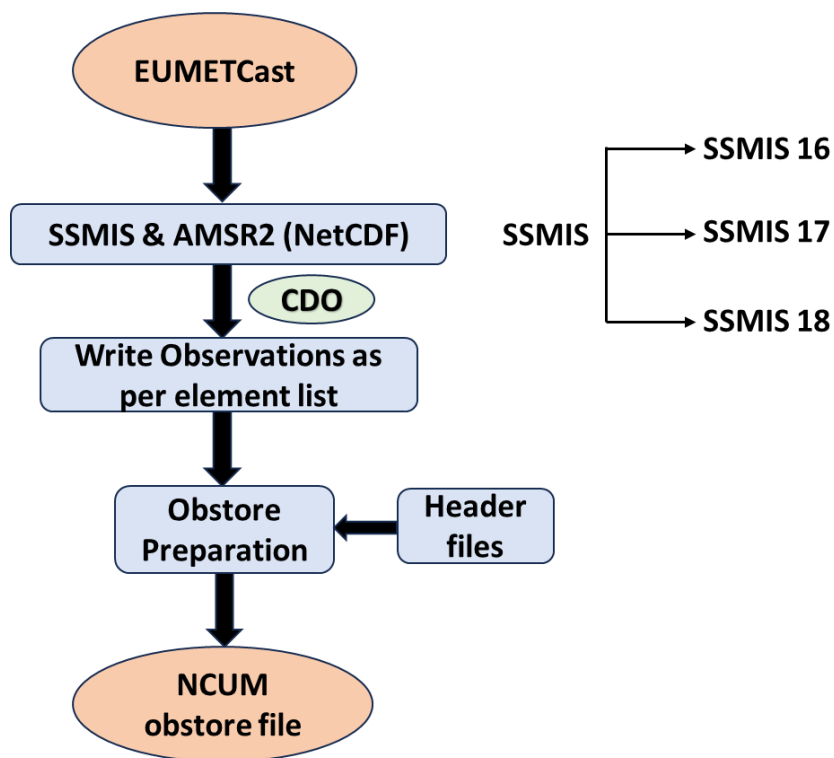 EUMETCast
SSMIS & AMSR2 (NetCDF)
CDO
Write Observations as
per element list
Obstore
Preparation
Header
files
NCUM
obstore file
SSMIS
SSMIS 16
SSMIS 17
SSMIS 18